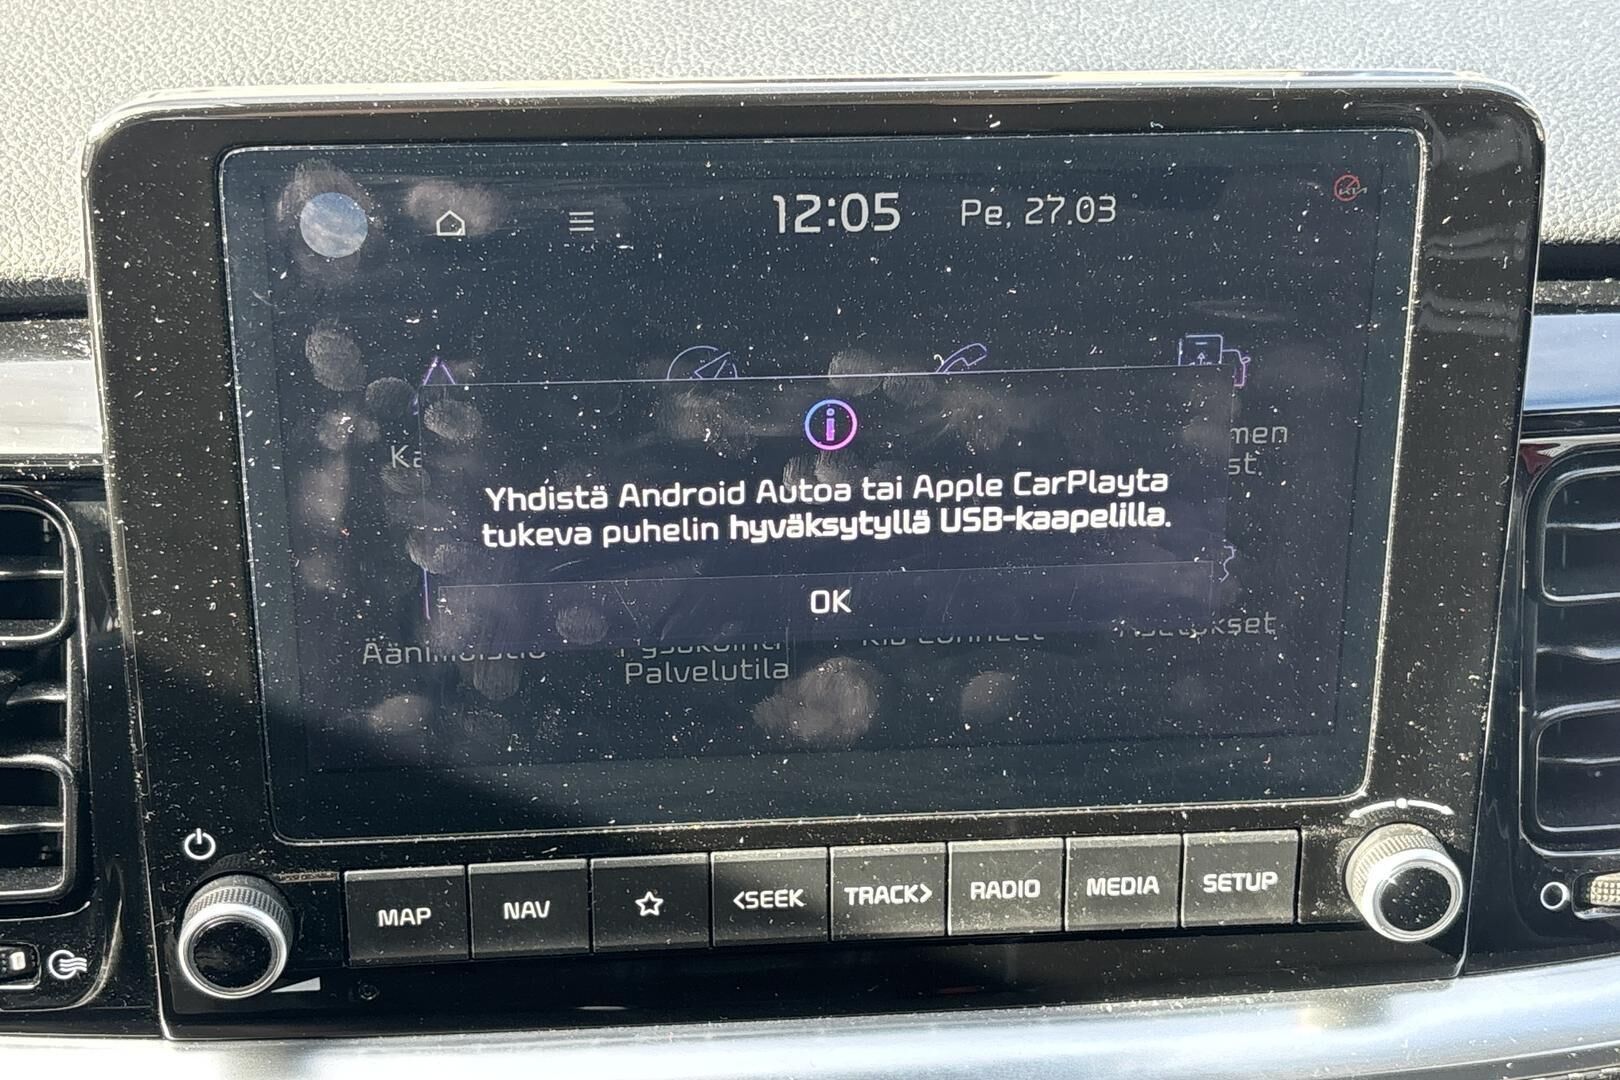 12:05 Pe, 27.03
Yhdistä Android Autoa tai Apple CarPlayta
tukeva puhelin hyväksytyllä USB-kaapelilla.
OK
Palvelutila
MAP NAV <SEEK TRACK> RADIO MEDIA SETUP